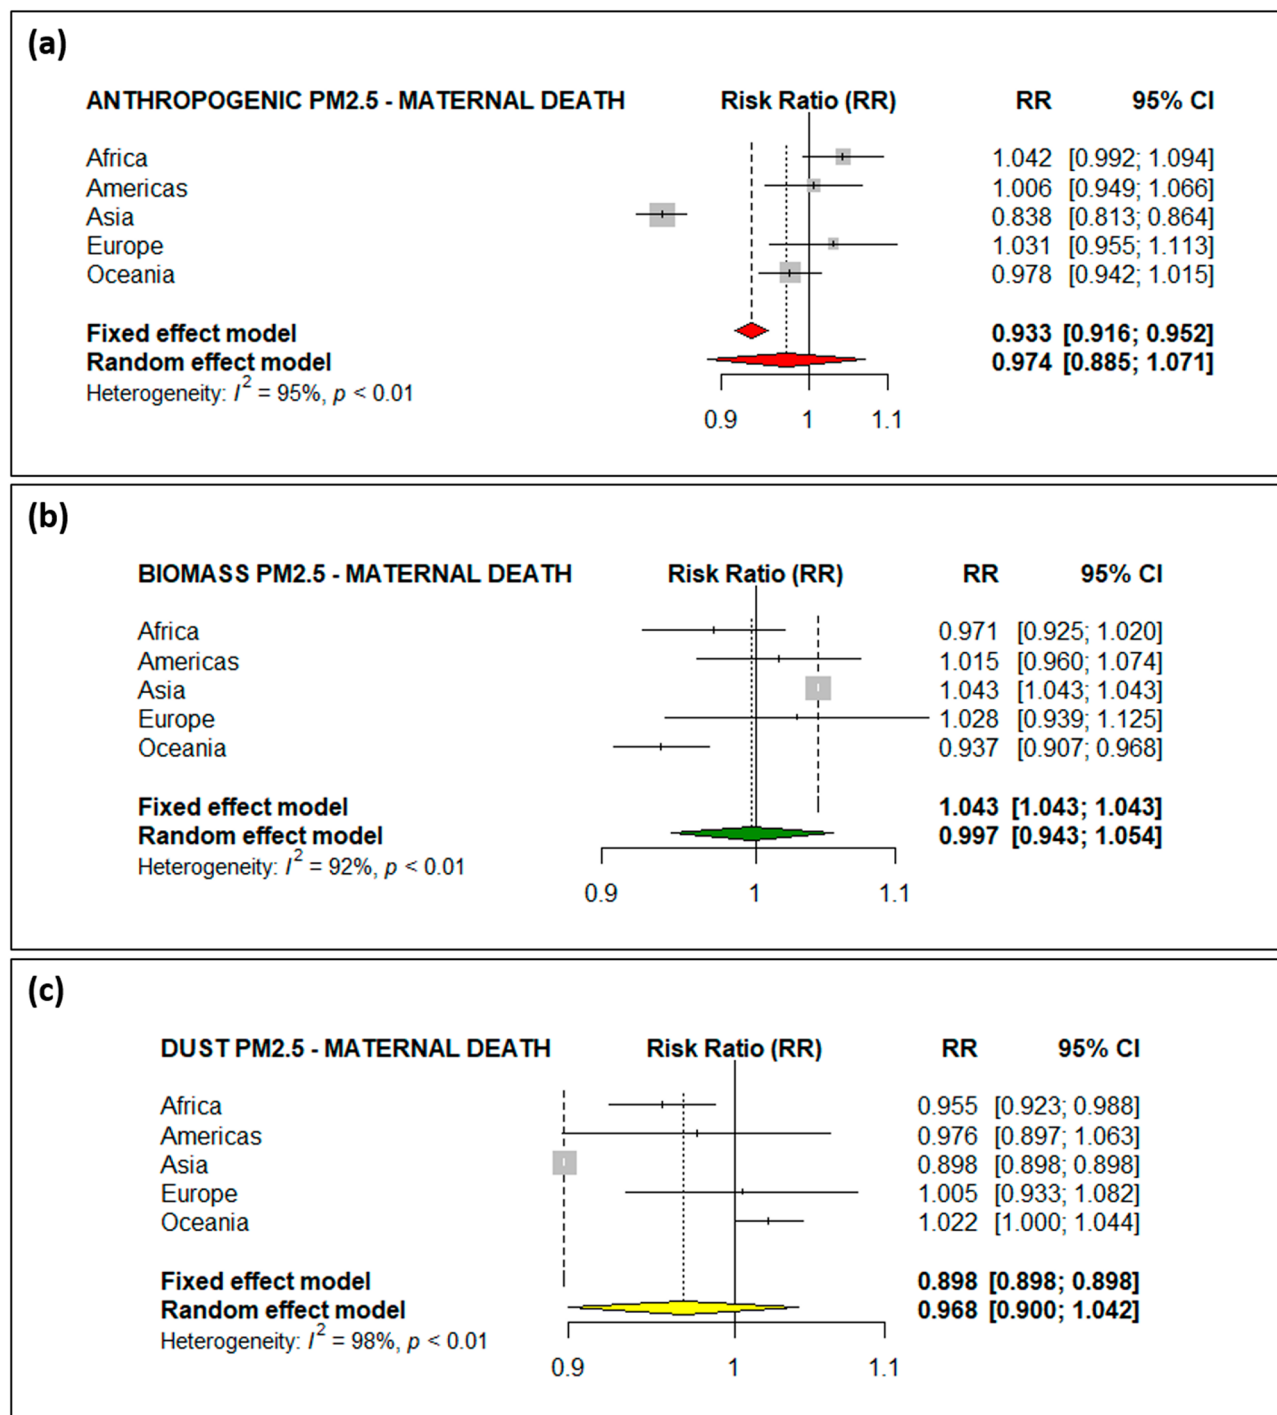 (a)
ANTHROPOGENIC PM2.5 - MATERNAL DEATH Risk Ratio (RR) RR 95% CI
Africa 1.042 [0.992; 1.094]
Americas 1.006 [0.949; 1.066]
Asia 0.838 [0.813; 0.864]
Europe 1.031 [0.955; 1.113]
Oceania 0.978 [0.942; 1.015]
Fixed effect model 0.933 [0.916; 0.952]
Random effect model 0.974 [0.885; 1.071]
Heterogeneity: I² = 95%, p < 0.01
0.9 1 1.1
(b)
BIOMASS PM2.5 - MATERNAL DEATH Risk Ratio (RR) RR 95% CI
Africa 0.971 [0.925; 1.020]
Americas 1.015 [0.960; 1.074]
Asia 1.043 [1.043; 1.043]
Europe 1.028 [0.939; 1.125]
Oceania 0.937 [0.907; 0.968]
Fixed effect model 1.043 [1.043; 1.043]
Random effect model 0.997 [0.943; 1.054]
Heterogeneity: I² = 92%, p < 0.01
0.9 1 1.1
(c)
DUST PM2.5 - MATERNAL DEATH Risk Ratio (RR) RR 95% CI
Africa 0.955 [0.923; 0.988]
Americas 0.976 [0.897; 1.063]
Asia 0.898 [0.898; 0.898]
Europe 1.005 [0.933; 1.082]
Oceania 1.022 [1.000; 1.044]
Fixed effect model 0.898 [0.898; 0.898]
Random effect model 0.968 [0.900; 1.042]
Heterogeneity: I² = 98%, p < 0.01
0.9 1 1.1